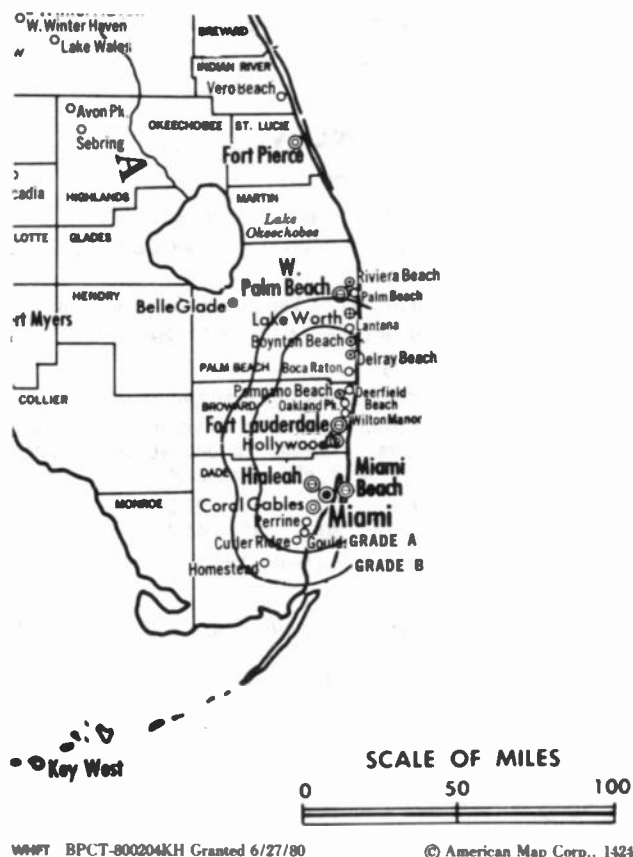 W. Winter Haven
Lake Wales
BREVARD
INDIAN RIVER
Vero Beach
Avon Pk.
Sebring
OKEECHOBEE
ST. LUCIE
Fort Pierce
A
cadia
HIGHLANDS
MARTIN
Lake
Okeechobee
LOTTE
GLADES
W.
Palm Beach
Riviera Beach
Palm Beach
HENDRY
Belle Glade
Lake Worth
Lantana
ert Myers
Boynton Beach
Delray Beach
PALM BEACH
Boca Raton
COLLIER
Pompano Beach
Deerfield
Beach
BROWARD
Oakland Pk.
Wilton Manor
Fort Lauderdale
Hollywood
DADE
Hialeah
Miami
Beach
MONROE
Coral Gables
Miami
Perrine
Cutler Ridge
Goulds
GRADE A
Homestead
GRADE B
Key West
SCALE OF MILES
0 50 100
WHFT BPCT-800204KH Granted 6/27/80
© American Map Corp., 1424